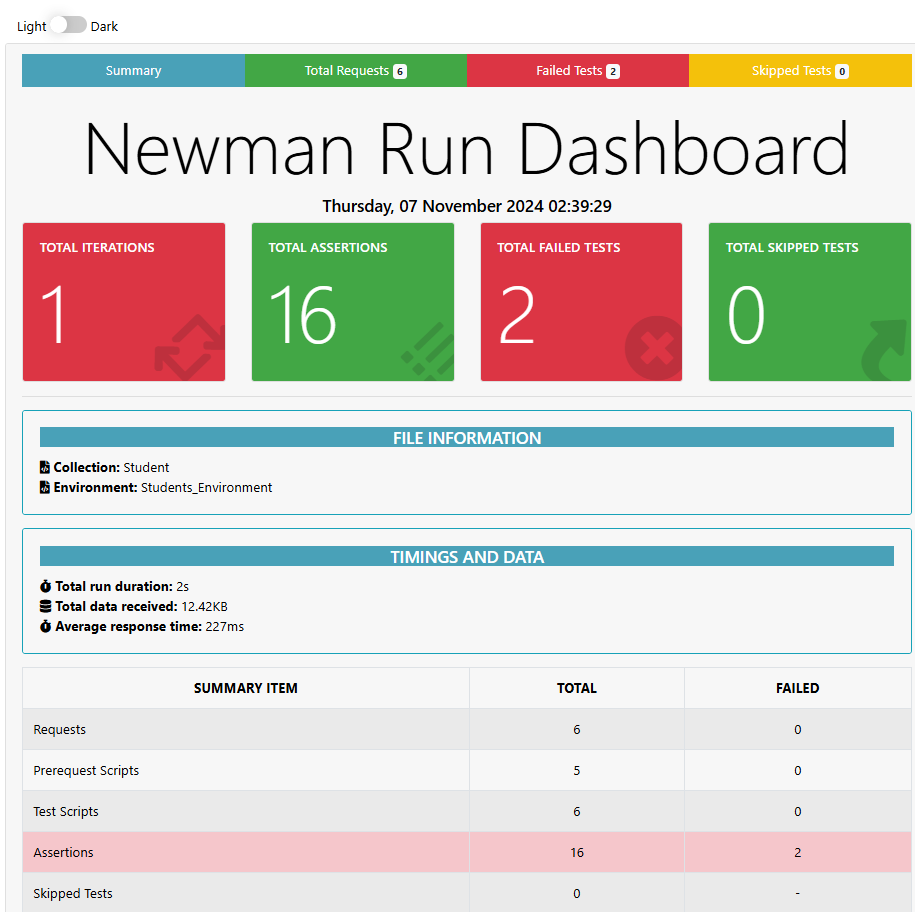 Light Dark
Summary Total Requests 6 Failed Tests 2 Skipped Tests 0
Newman Run Dashboard
Thursday, 07 November 2024 02:39:29
TOTAL ITERATIONS TOTAL ASSERTIONS TOTAL FAILED TESTS TOTAL SKIPPED TESTS
1 16 2 0
FILE INFORMATION
Collection: Student
Environment: Students_Environment
TIMINGS AND DATA
Total run duration: 2s
Total data received: 12.42KB
Average response time: 227ms
SUMMARY ITEM TOTAL FAILED
Requests 6 0
Prerequest Scripts 5 0
Test Scripts 6 0
Assertions 16 2
Skipped Tests 0 -